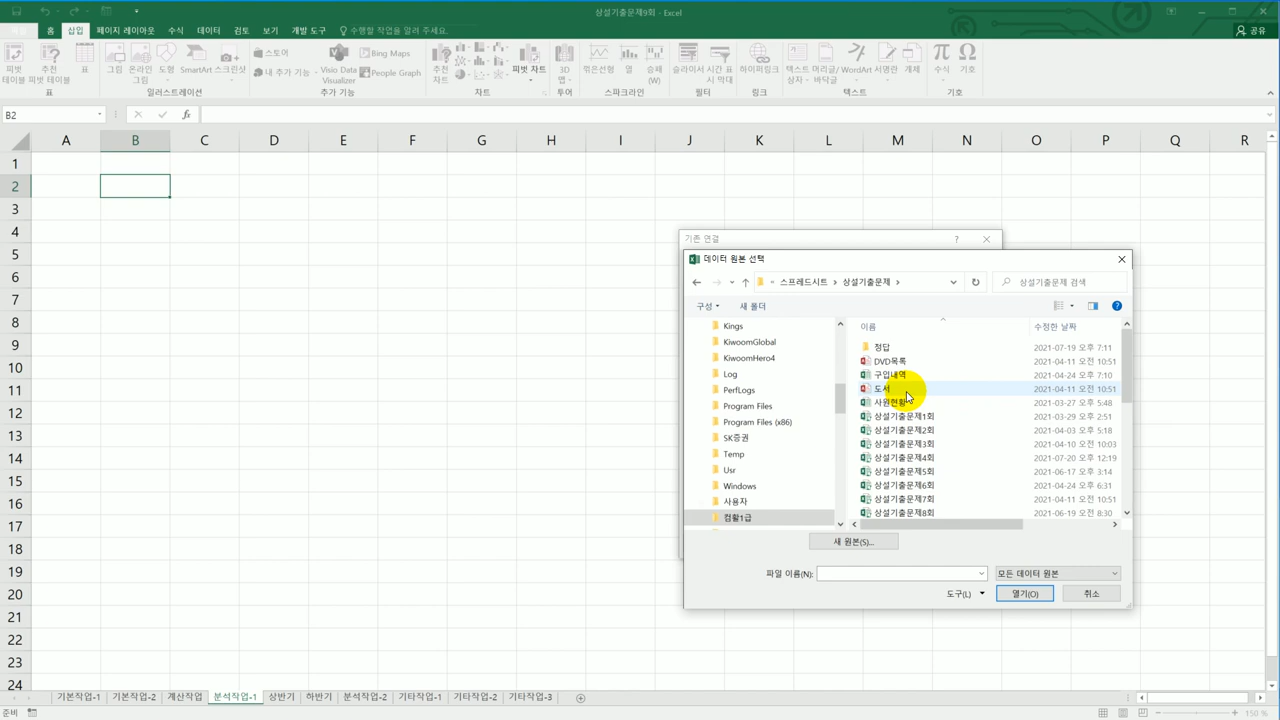 상설기출문제9회 - Excel
홈 삽입 페이지 레이아웃 수식 데이터 검토 보기 개발 도구 수행할 작업을 알려 주세요. 공유
피벗 테이블 추천 피벗 테이블 표 그림 온라인 그림 도형 SmartArt 스크린샷 스토어 내 추가 기능 Visio Data Visualizer Bing Maps People Graph 추천 차트 피벗 차트 3D 맵 꺾은선형 열 승패 (W) 슬라이서 시간 표시 막대 하이퍼링크 텍스트 상자 머리글/바닥글 WordArt 서명란 개체 수식 기호
표 일러스트레이션 추가 기능 차트 투어 스파크라인 필터 링크 텍스트 기호
B2 fx
A B C D E F G H I J K L M N O P Q R
1
2
3
4
5
6
7
8
9
10
11
12
13
14
15
16
17
18
19
20
21
22
23
24
기존 연결 ?
데이터 원본 선택
« 스프레드시트 › 상설기출문제 › 상설기출문제 검색
구성 새 폴더
Kings
KiwoomGlobal
KiwoomHero4
Log
PerfLogs
Program Files
Program Files (x86)
SK증권
Temp
Usr
Windows
사용자
컴활1급
이름 수정한 날짜
정답 2021-07-19 오후 7:11
DVD목록 2021-04-11 오전 10:51
구입내역 2021-04-24 오후 7:10
도서 2021-04-11 오전 10:51
사원현황 2021-03-27 오후 5:48
상설기출문제1회 2021-03-29 오후 2:51
상설기출문제2회 2021-04-03 오후 5:18
상설기출문제3회 2021-04-10 오전 10:03
상설기출문제4회 2021-07-20 오후 12:19
상설기출문제5회 2021-06-17 오후 3:14
상설기출문제6회 2021-04-24 오후 6:31
상설기출문제7회 2021-04-11 오전 10:51
상설기출문제8회 2021-06-19 오후 8:30
새 원본(S)...
파일 이름(N): 모든 데이터 원본
도구(L) 열기(O) 취소
기본작업-1 기본작업-2 계산작업 분석작업-1 상반기 하반기 분석작업-2 기타작업-1 기타작업-2 기타작업-3
준비 150 %